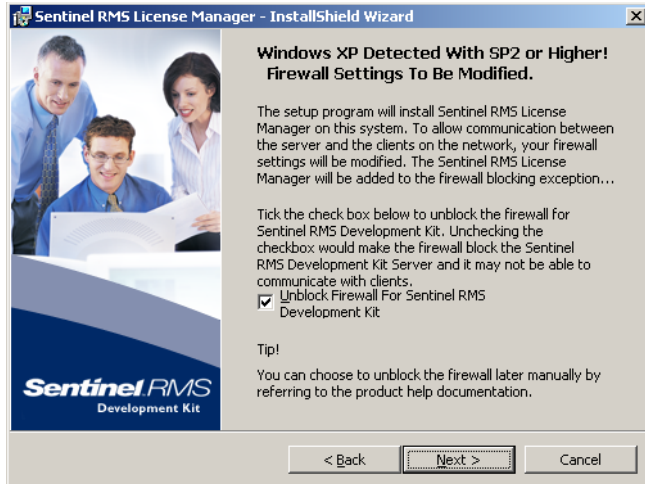 Sentinel RMS License Manager - InstallShield Wizard
Windows XP Detected With SP2 or Higher!
Firewall Settings To Be Modified.
The setup program will install Sentinel RMS License
Manager on this system. To allow communication between
the server and the clients on the network, your firewall
settings will be modified. The Sentinel RMS License
Manager will be added to the firewall blocking exception...
Tick the check box below to unblock the firewall for
Sentinel RMS Development Kit. Unchecking the
checkbox would make the firewall block the Sentinel
RMS Development Kit Server and it may not be able to
communicate with clients.
Unblock Firewall For Sentinel RMS
Development Kit
Tip!
You can choose to unblock the firewall later manually by
referring to the product help documentation.
Sentinel RMS
Development Kit
< Back
Next >
Cancel